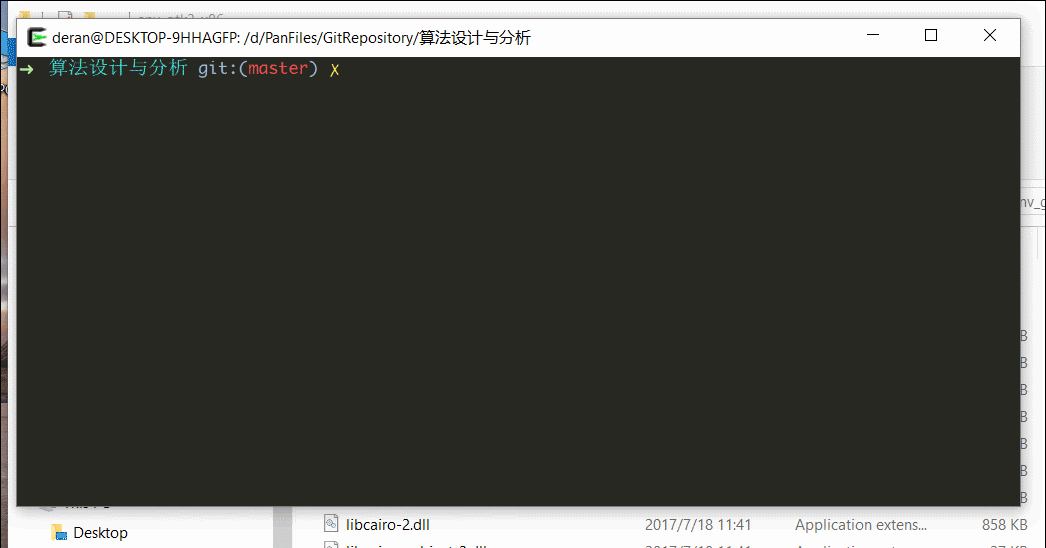 deran@DESKTOP-9HHAGFP: /d/PanFiles/GitRepository/算法设计与分析
➜ 算法设计与分析 git:(master) ✗
B
B
B
B
B
B
B
Desktop
libcairo-2.dll 2017/7/18 11:41 Application extens... 858 KB